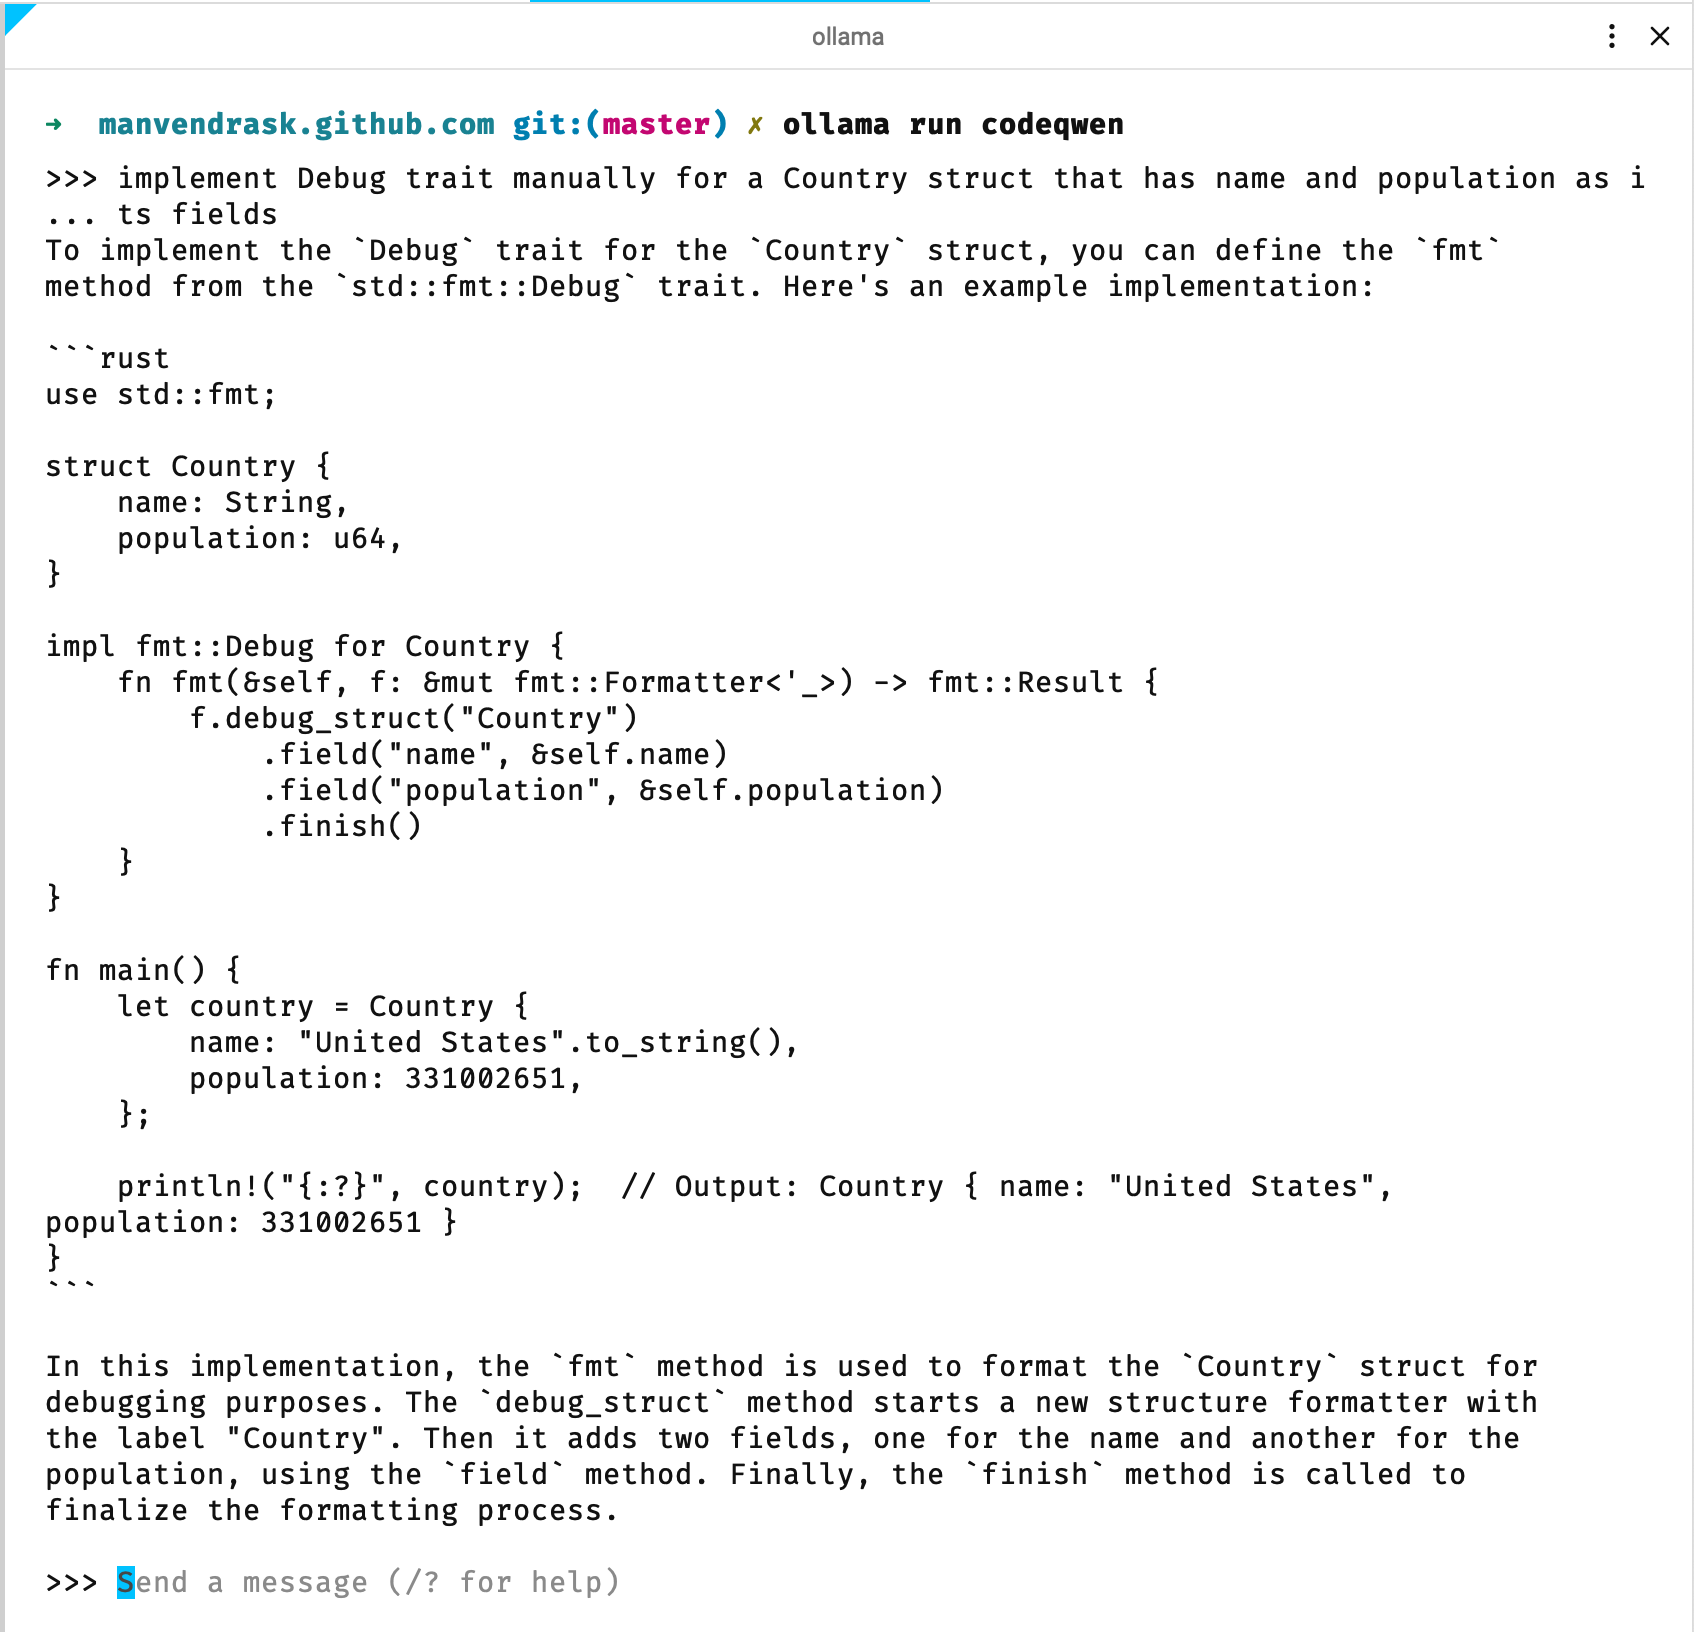 ollama
→ manvendrask.github.com git:(master) ✗ ollama run codeqwen
>>> implement Debug trait manually for a Country struct that has name and population as i
... ts fields
To implement the `Debug` trait for the `Country` struct, you can define the `fmt`
method from the `std::fmt::Debug` trait. Here's an example implementation:

```rust
use std::fmt;

struct Country {
    name: String,
    population: u64,
}

impl fmt::Debug for Country {
    fn fmt(&self, f: &mut fmt::Formatter<'_>) -> fmt::Result {
        f.debug_struct("Country")
            .field("name", &self.name)
            .field("population", &self.population)
            .finish()
    }
}

fn main() {
    let country = Country {
        name: "United States".to_string(),
        population: 331002651,
    };

    println!("{:?}", country);  // Output: Country { name: "United States",
population: 331002651 }
}
```

In this implementation, the `fmt` method is used to format the `Country` struct for
debugging purposes. The `debug_struct` method starts a new structure formatter with
the label "Country". Then it adds two fields, one for the name and another for the
population, using the `field` method. Finally, the `finish` method is called to
finalize the formatting process.

>>> Send a message (/? for help)